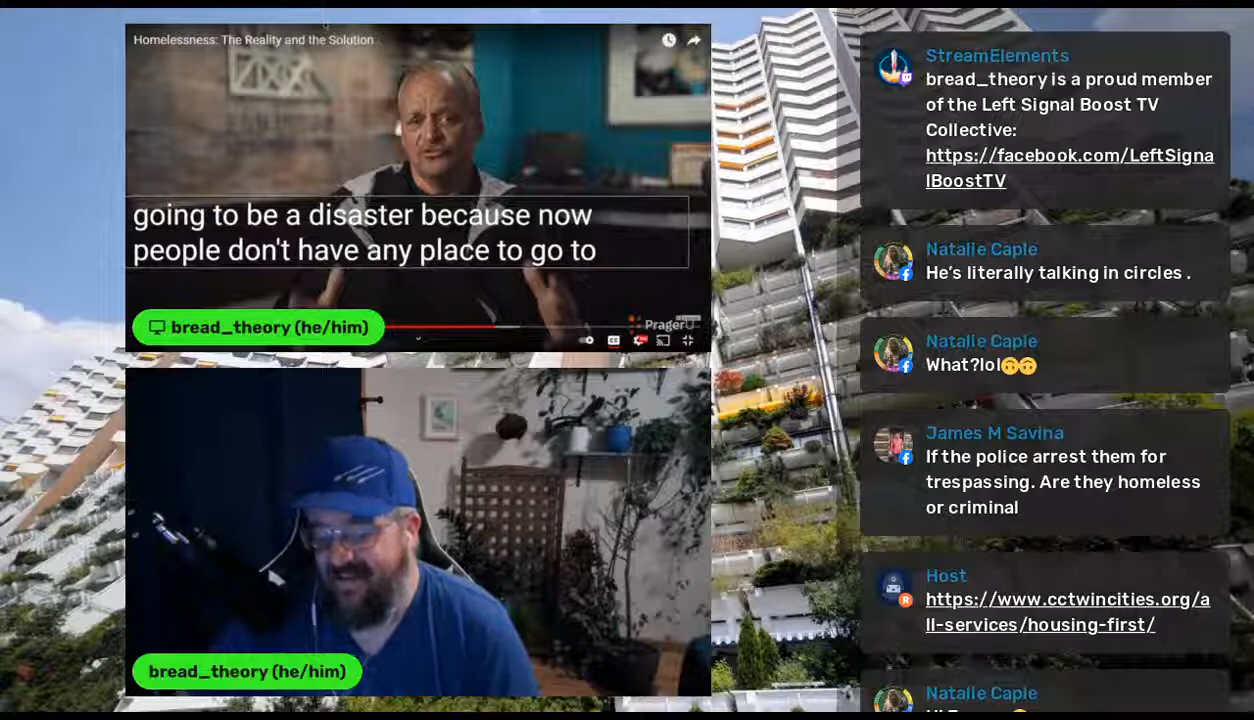 Homelessness: The Reality and the Solution
going to be a disaster because now
people don't have any place to go to
bread_theory (he/him)
PragerU
bread_theory (he/him)
StreamElements
bread_theory is a proud member
of the Left Signal Boost TV
Collective:
https://facebook.com/LeftSigna
lBoostTV
Natalie Caple
He's literally talking in circles .
Natalie Caple
What?lol🙃🙃
James M Savina
If the police arrest them for
trespassing. Are they homeless
or criminal
Host
https://www.cctwincities.org/a
ll-services/housing-first/
Natalie Caple